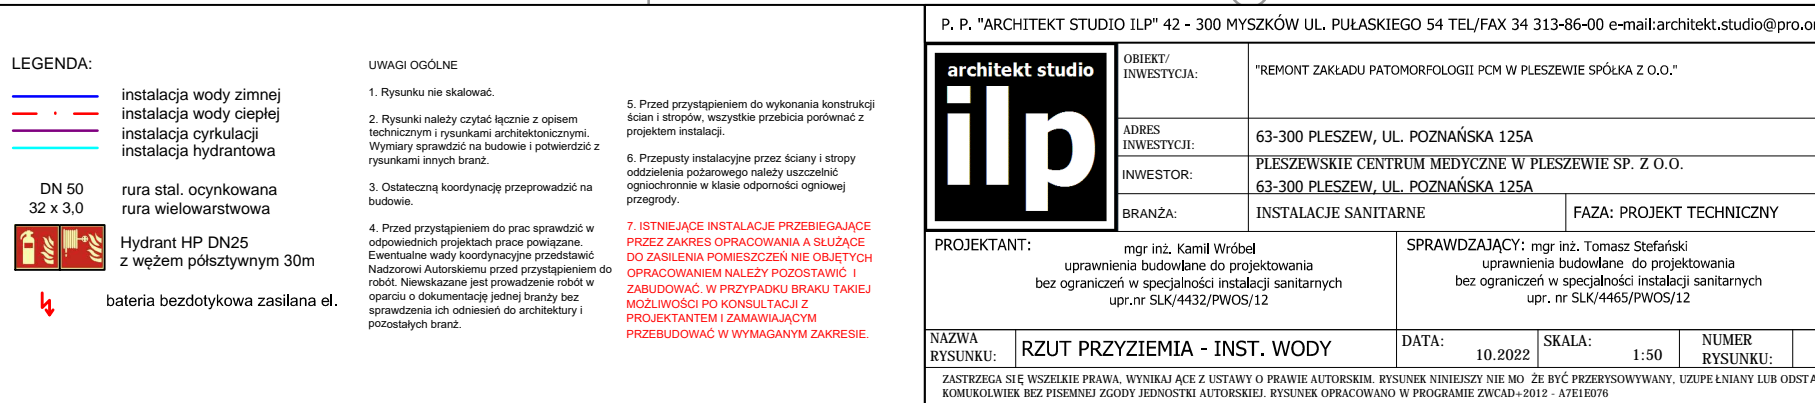 LEGENDA:
instalacja wody zimnej
instalacja wody ciepłej
instalacja cyrkulacji
instalacja hydrantowa
DN 50 rura stal. ocynkowana
32 x 3,0 rura wielowarstwowa
Hydrant HP DN25
z wężem półsztywnym 30m
bateria bezdotykowa zasilana el.
UWAGI OGÓLNE
1. Rysunku nie skalować.
2. Rysunki należy czytać łącznie z opisem
technicznym i rysunkami architektonicznymi.
Wymiary sprawdzić na budowie i potwierdzić z
rysunkami innych branż.
3. Ostateczną koordynację przeprowadzić na
budowie.
4. Przed przystąpieniem do prac sprawdzić w
odpowiednich projektach prace powiązane.
Ewentualne wady koordynacyjne przedstawić
Nadzorowi Autorskiemu przed przystąpieniem do
robót. Niewskazane jest prowadzenie robót w
oparciu o dokumentację jednej branży bez
sprawdzenia ich odniesień do architektury i
pozostałych branż.
5. Przed przystąpieniem do wykonania konstrukcji
ścian i stropów, wszystkie przebicia porównać z
projektem instalacji.
6. Przepusty instalacyjne przez ściany i stropy
oddzielenia pożarowego należy uszczelnić
ogniochronnie w klasie odporności ogniowej
przegrody.
7. ISTNIEJĄCE INSTALACJE PRZEBIEGAJĄCE
PRZEZ ZAKRES OPRACOWANIA A SŁUŻĄCE
DO ZASILENIA POMIESZCZEŃ NIE OBJĘTYCH
OPRACOWANIEM NALEŻY POZOSTAWIĆ I
ZABUDOWAĆ. W PRZYPADKU BRAKU TAKIEJ
MOŻLIWOŚCI PO KONSULTACJI Z
PROJEKTANTEM I ZAMAWIAJĄCYM
PRZEBUDOWAĆ W WYMAGANYM ZAKRESIE.
P. P. "ARCHITEKT STUDIO ILP" 42 - 300 MYSZKÓW UL. PUŁASKIEGO 54 TEL/FAX 34 313-86-00 e-mail:architekt.studio@pro.on
architekt studio
ilp
OBIEKT/
INWESTYCJA:
"REMONT ZAKŁADU PATOMORFOLOGII PCM W PLESZEWIE SPÓŁKA Z O.O."
ADRES
INWESTYCJI:
63-300 PLESZEW, UL. POZNAŃSKA 125A
INWESTOR:
PLESZEWSKIE CENTRUM MEDYCZNE W PLESZEWIE SP. Z O.O.
63-300 PLESZEW, UL. POZNAŃSKA 125A
BRANŻA: INSTALACJE SANITARNE FAZA: PROJEKT TECHNICZNY
PROJEKTANT:
mgr inż. Kamil Wróbel
uprawnienia budowlane do projektowania
bez ograniczeń w specjalności instalacji sanitarnych
upr.nr SLK/4432/PWOS/12
SPRAWDZAJĄCY: mgr inż. Tomasz Stefański
uprawnienia budowlane do projektowania
bez ograniczeń w specjalności instalacji sanitarnych
upr. nr SLK/4465/PWOS/12
NAZWA
RYSUNKU:
RZUT PRZYZIEMIA - INST. WODY
DATA:
10.2022
SKALA:
1:50
NUMER
RYSUNKU:
ZASTRZEGA SIĘ WSZELKIE PRAWA, WYNIKAJ ĄCE Z USTAWY O PRAWIE AUTORSKIM. RYSUNEK NINIEJSZY NIE MO ŻE BYĆ PRZERYSOWYWANY, UZUPE ŁNIANY LUB ODSTA
KOMUKOLWIEK BEZ PISEMNEJ ZGODY JEDNOSTKI AUTORSKIEJ. RYSUNEK OPRACOWANO W PROGRAMIE ZWCAD+2012 - A7E1E076